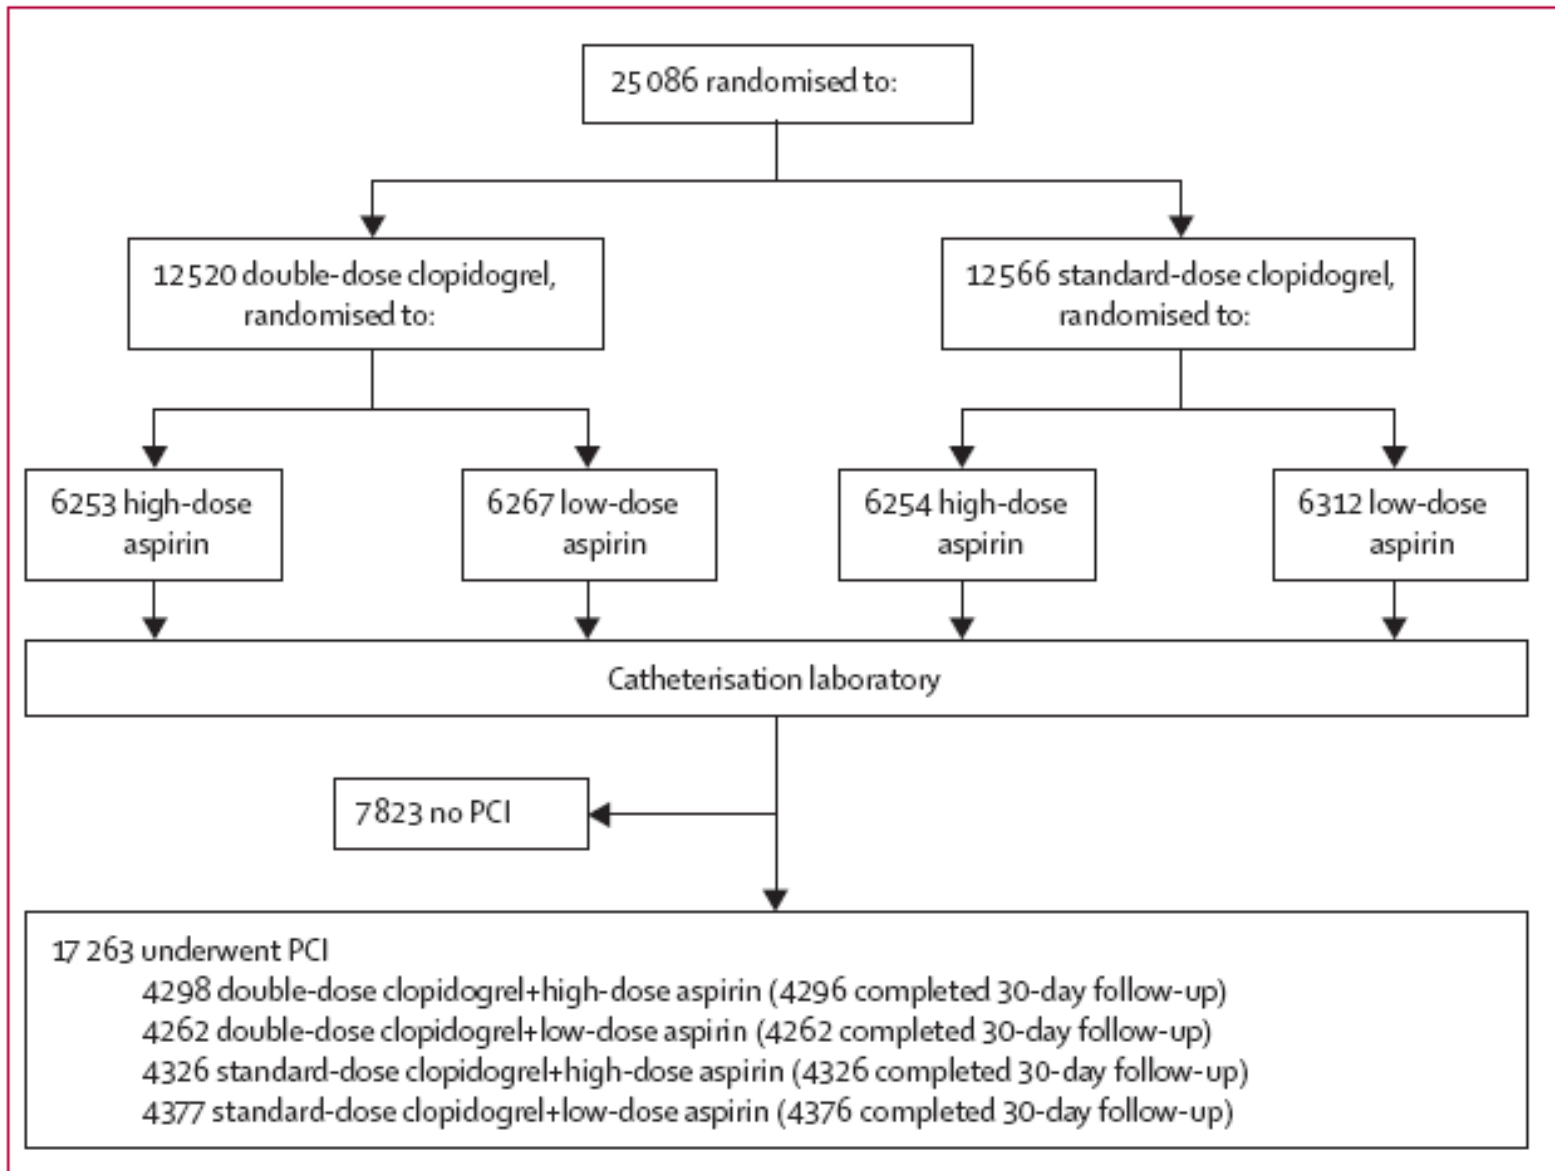 25 086 randomised to:
12 520 double-dose clopidogrel,
randomised to:
12 566 standard-dose clopidogrel,
randomised to:
6253 high-dose
aspirin
6267 low-dose
aspirin
6254 high-dose
aspirin
6312 low-dose
aspirin
Catheterisation laboratory
7823 no PCI
17 263 underwent PCI
4298 double-dose clopidogrel+high-dose aspirin (4296 completed 30-day follow-up)
4262 double-dose clopidogrel+low-dose aspirin (4262 completed 30-day follow-up)
4326 standard-dose clopidogrel+high-dose aspirin (4326 completed 30-day follow-up)
4377 standard-dose clopidogrel+low-dose aspirin (4376 completed 30-day follow-up)